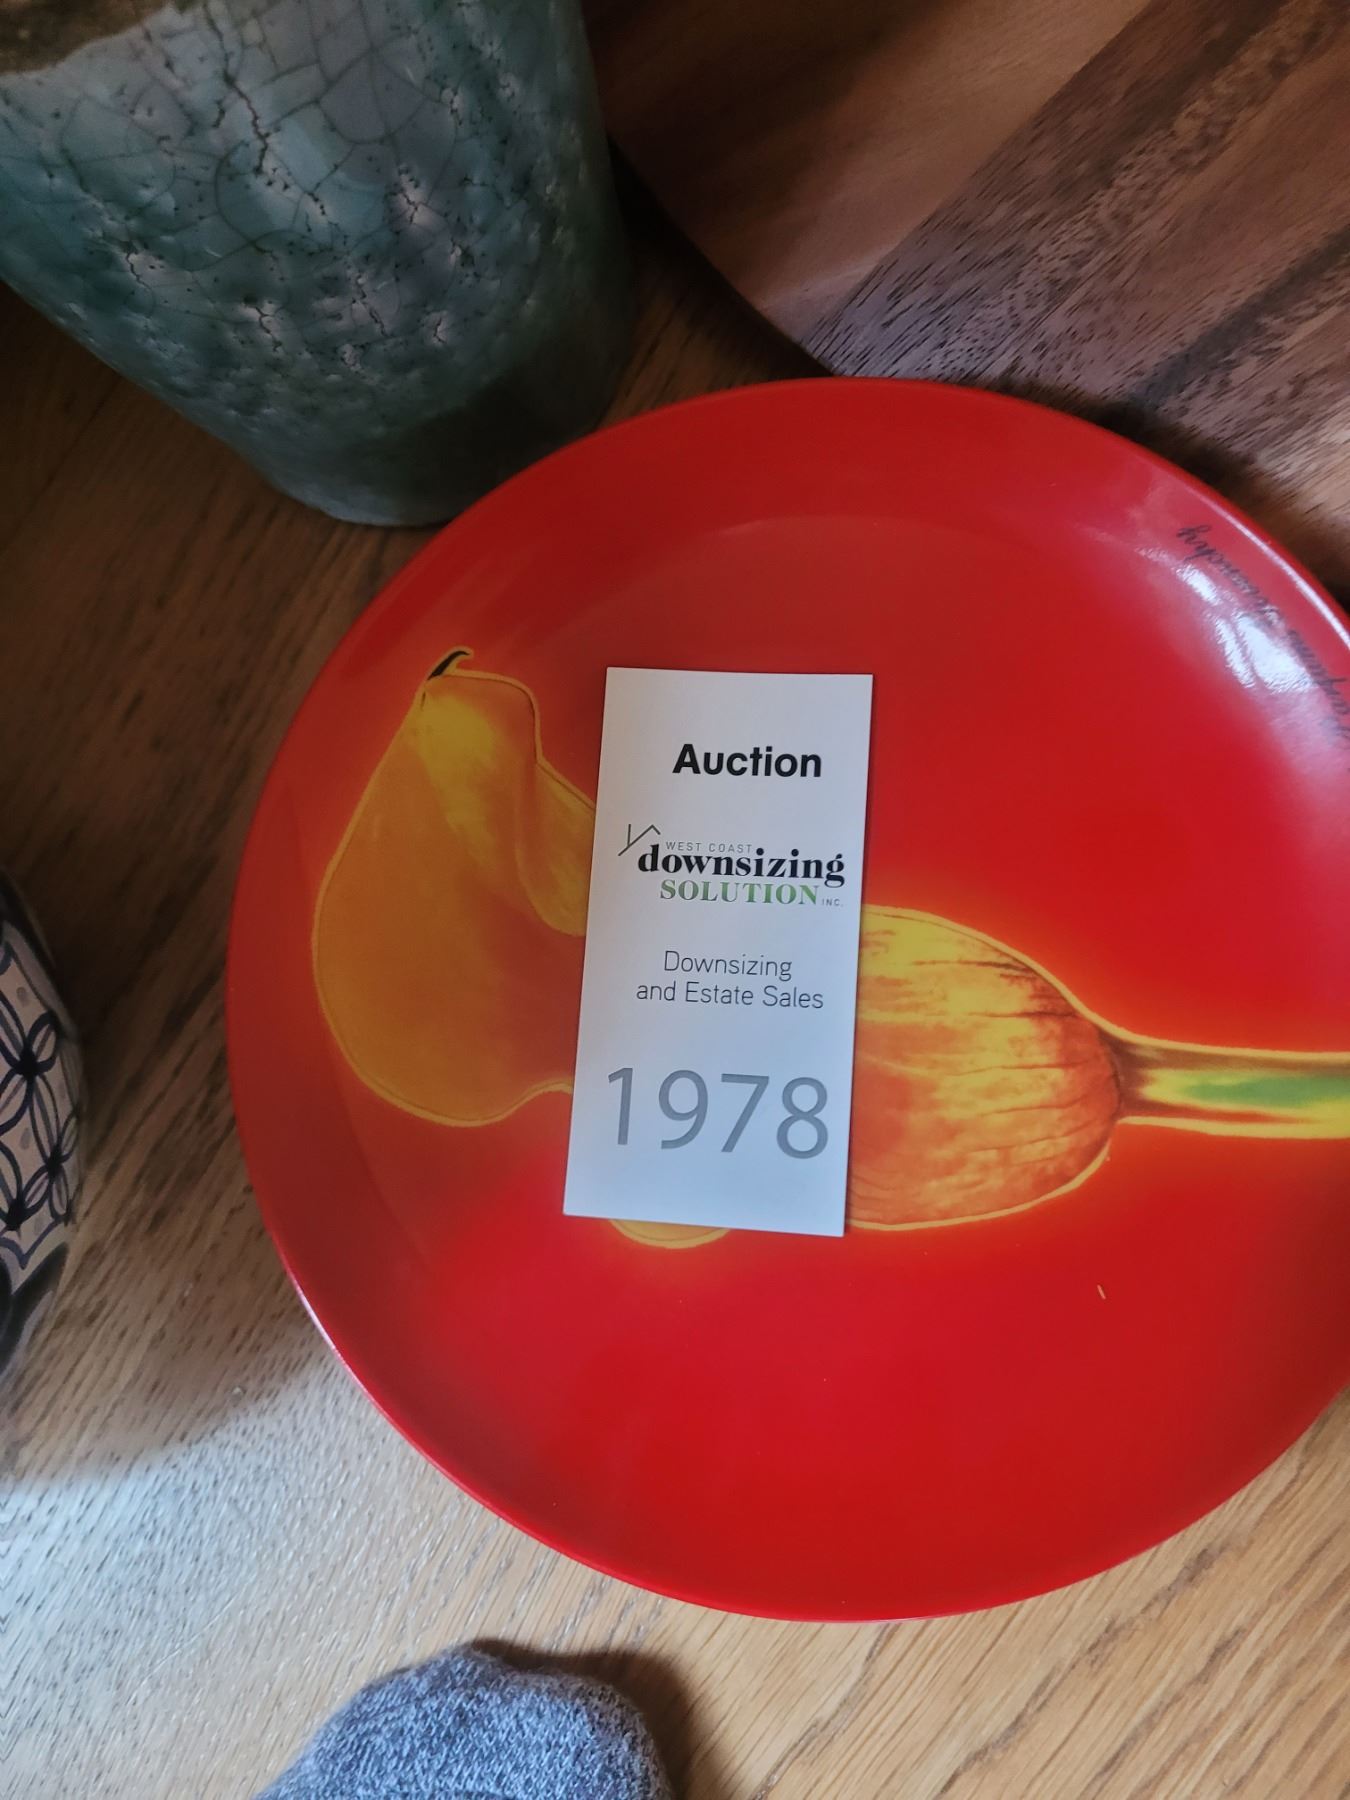 Auction
WEST COAST
downsizing
SOLUTION INC.
Downsizing
and Estate Sales
1978